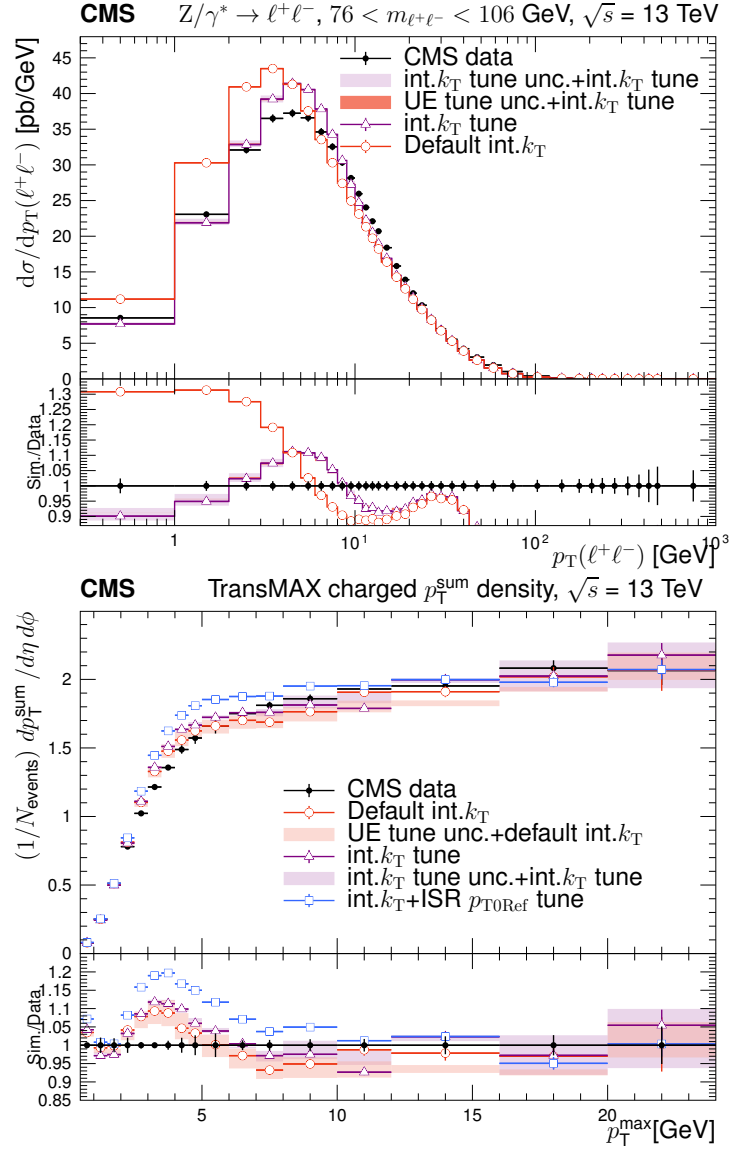 CMS Z/γ* → ℓ⁺ℓ⁻, 76 < m_ℓ⁺ℓ⁻ < 106 GeV, √s = 13 TeV
dσ/dp_T(ℓ⁺ℓ⁻) [pb/GeV]
45
40
35
30
25
20
15
10
5
0
CMS data
int.k_T tune unc.+int.k_T tune
UE tune unc.+int.k_T tune
int.k_T tune
Default int.k_T
Sim./Data
1.3
1.25
1.2
1.15
1.1
1.05
1
0.95
0.9
1 10 10² 10³
p_T(ℓ⁺ℓ⁻) [GeV]
CMS TransMAX charged p_T^sum density, √s = 13 TeV
(1/N_events) dp_T^sum/dη dϕ
2
1.5
1
0.5
0
CMS data
Default int.k_T
UE tune unc.+default int.k_T
int.k_T tune
int.k_T tune unc.+int.k_T tune
int.k_T+ISR p_T0Ref tune
Sim./Data
1.2
1.15
1.1
1.05
1
0.95
0.9
0.85
5 10 15 20
p_T^max[GeV]